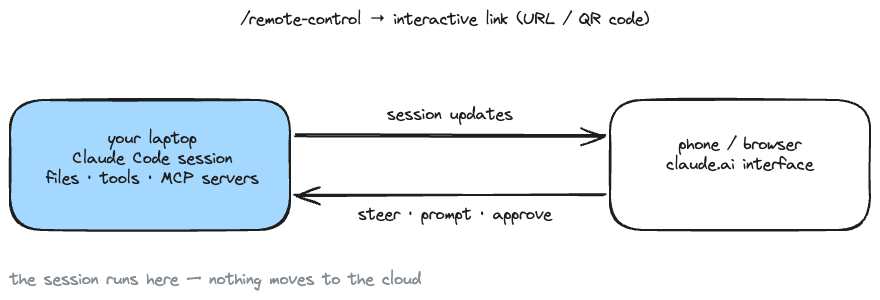 /remote-control → interactive link (URL / QR code)
session updates
your laptop
Claude Code session
files · tools · MCP servers
phone / browser
claude.ai interface
steer · prompt · approve
the session runs here — nothing moves to the cloud